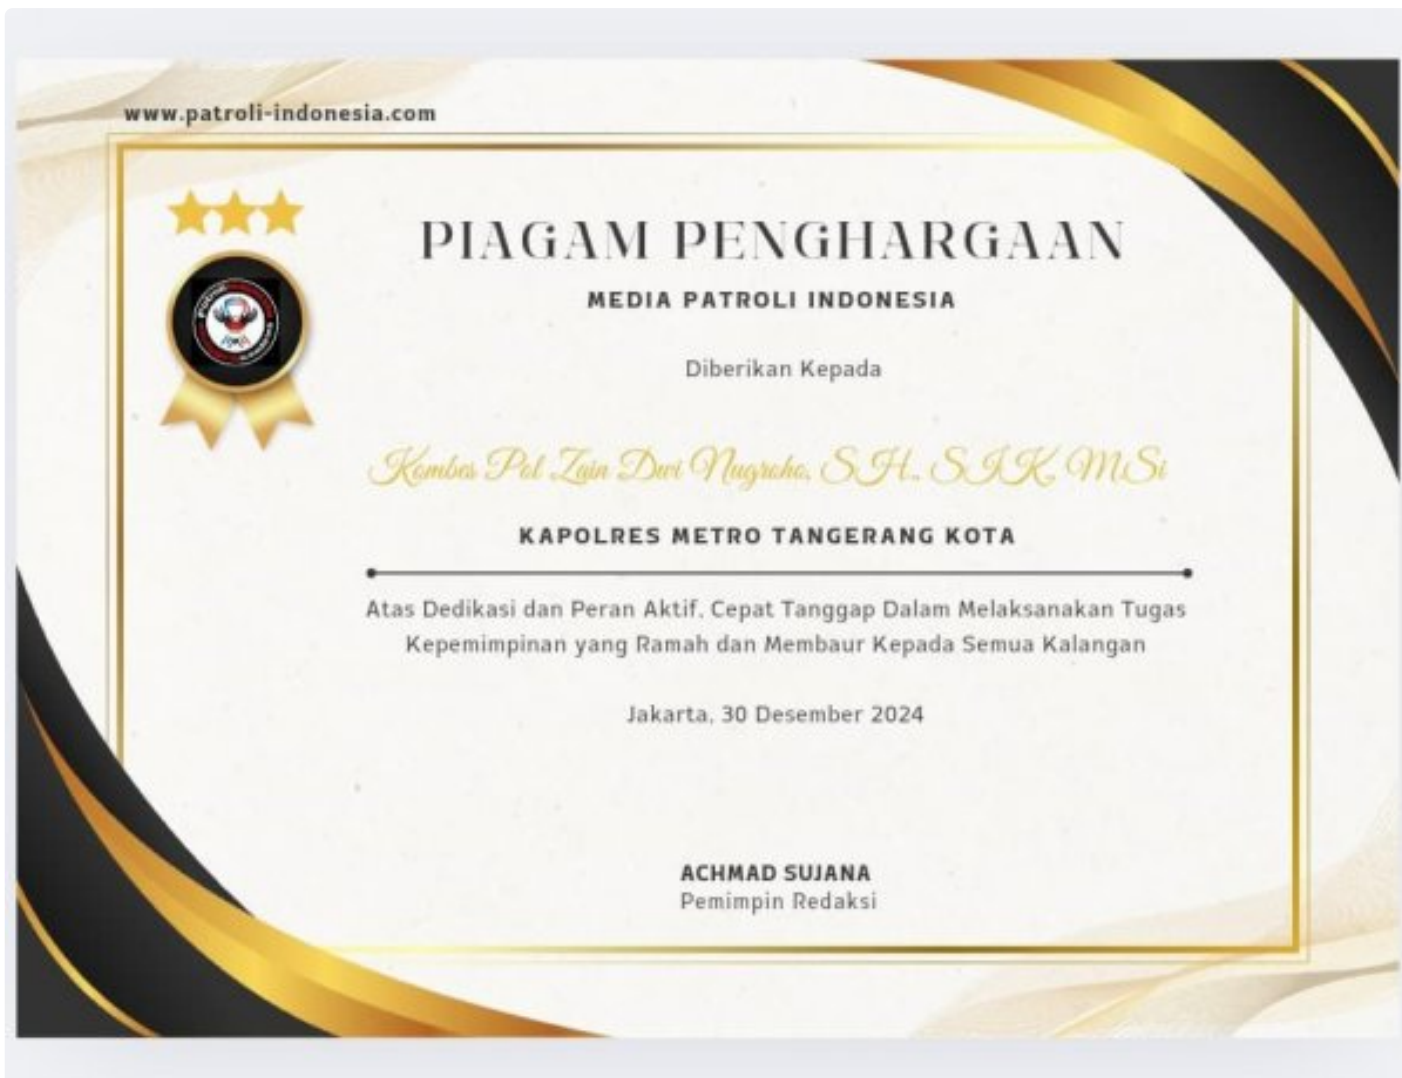 www.patroli-indonesia.com
PIAGAM PENGHARGAAN
MEDIA PATROLI INDONESIA
Diberikan Kepada
Kombes Pol Zain Dwi Nugroho, S.H., S.I.K, M.Si
KAPOLRES METRO TANGERANG KOTA
Atas Dedikasi dan Peran Aktif, Cepat Tanggap Dalam Melaksanakan Tugas
Kepemimpinan yang Ramah dan Membaur Kepada Semua Kalangan
Jakarta, 30 Desember 2024
ACHMAD SUJANA
Pemimpin Redaksi